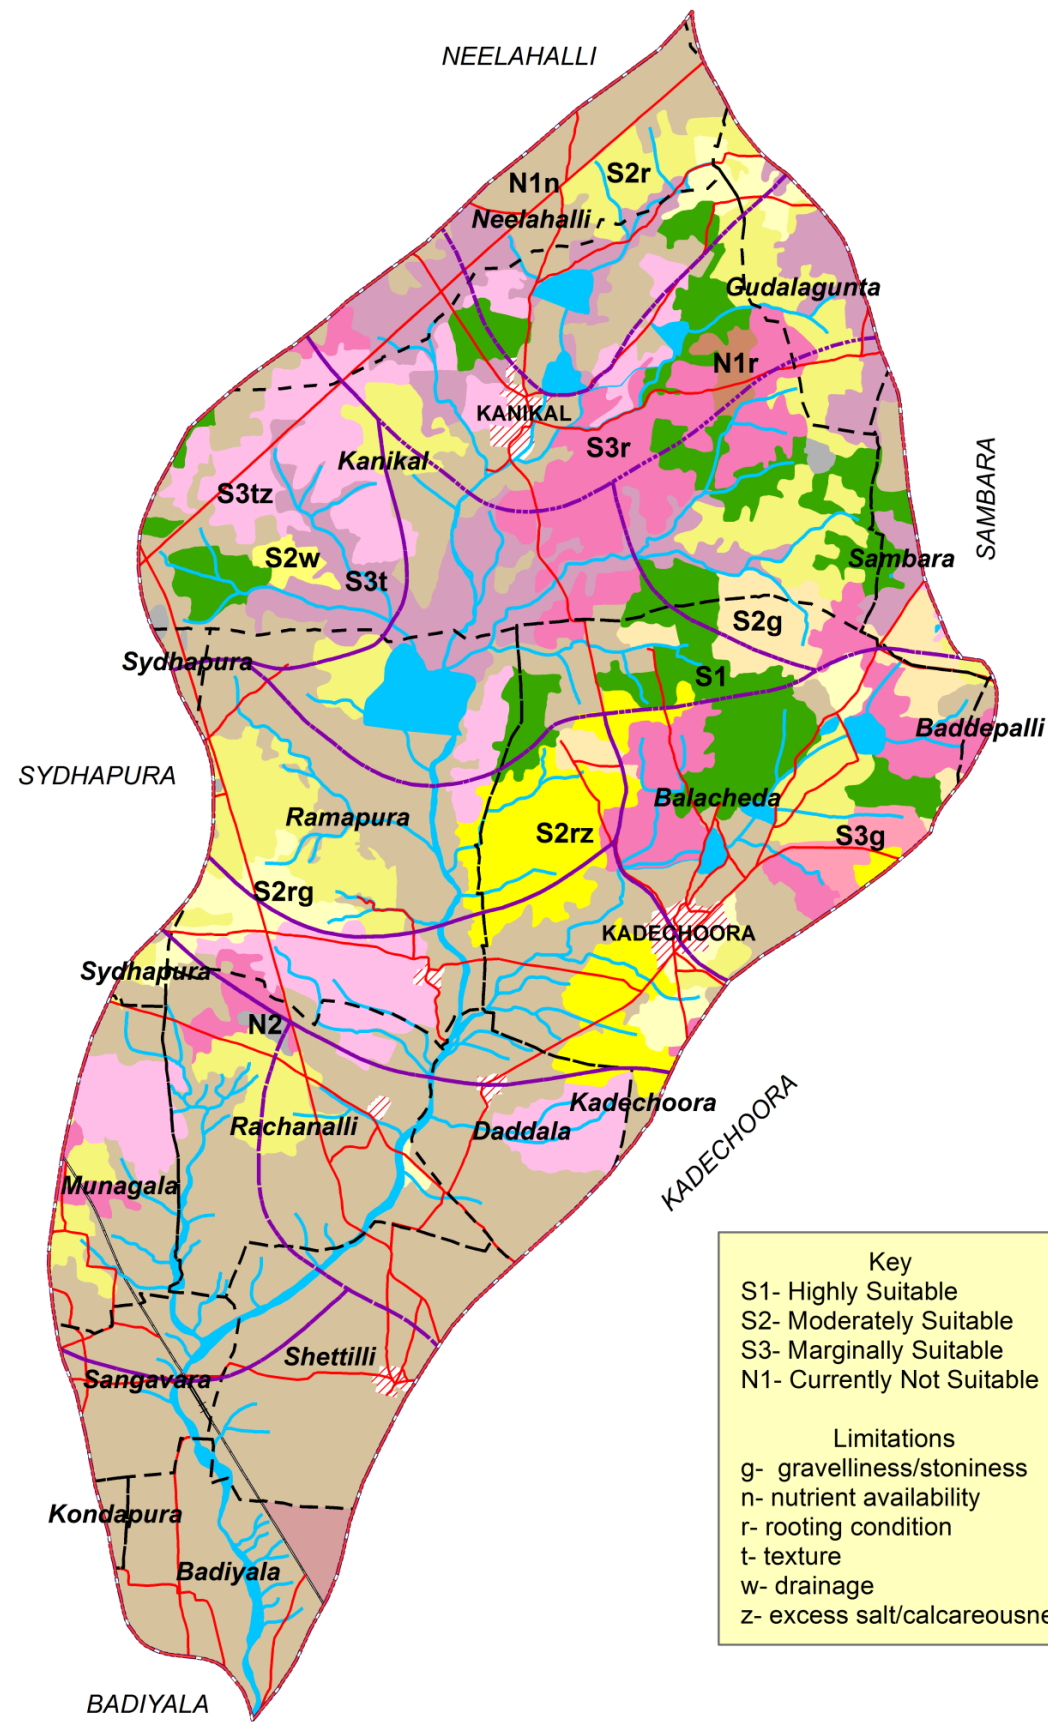 NEELAHALLI
S2r
N1n
Neelahalli
Gudalagunta
N1r
KANIKAL
S3r
Kanikal
S3tz
SAMBARA
S2w
Sambara
S3t
S2g
Sydhapura
S1
Baddepalli
SYDHAPURA
Balacheda
Ramapura
S2rz
S3g
S2rg
KADECHOORA
Sydhapura
N2
Kadechoora
Rachanalli
Daddala
KADECHOORA
Munagala
Shettilli
Sangavara
Kondapura
Badiyala
BADIYALA
Key
S1- Highly Suitable
S2- Moderately Suitable
S3- Marginally Suitable
N1- Currently Not Suitable
Limitations
g- gravelliness/stoniness
n- nutrient availability
r- rooting condition
t- texture
w- drainage
z- excess salt/calcareousne